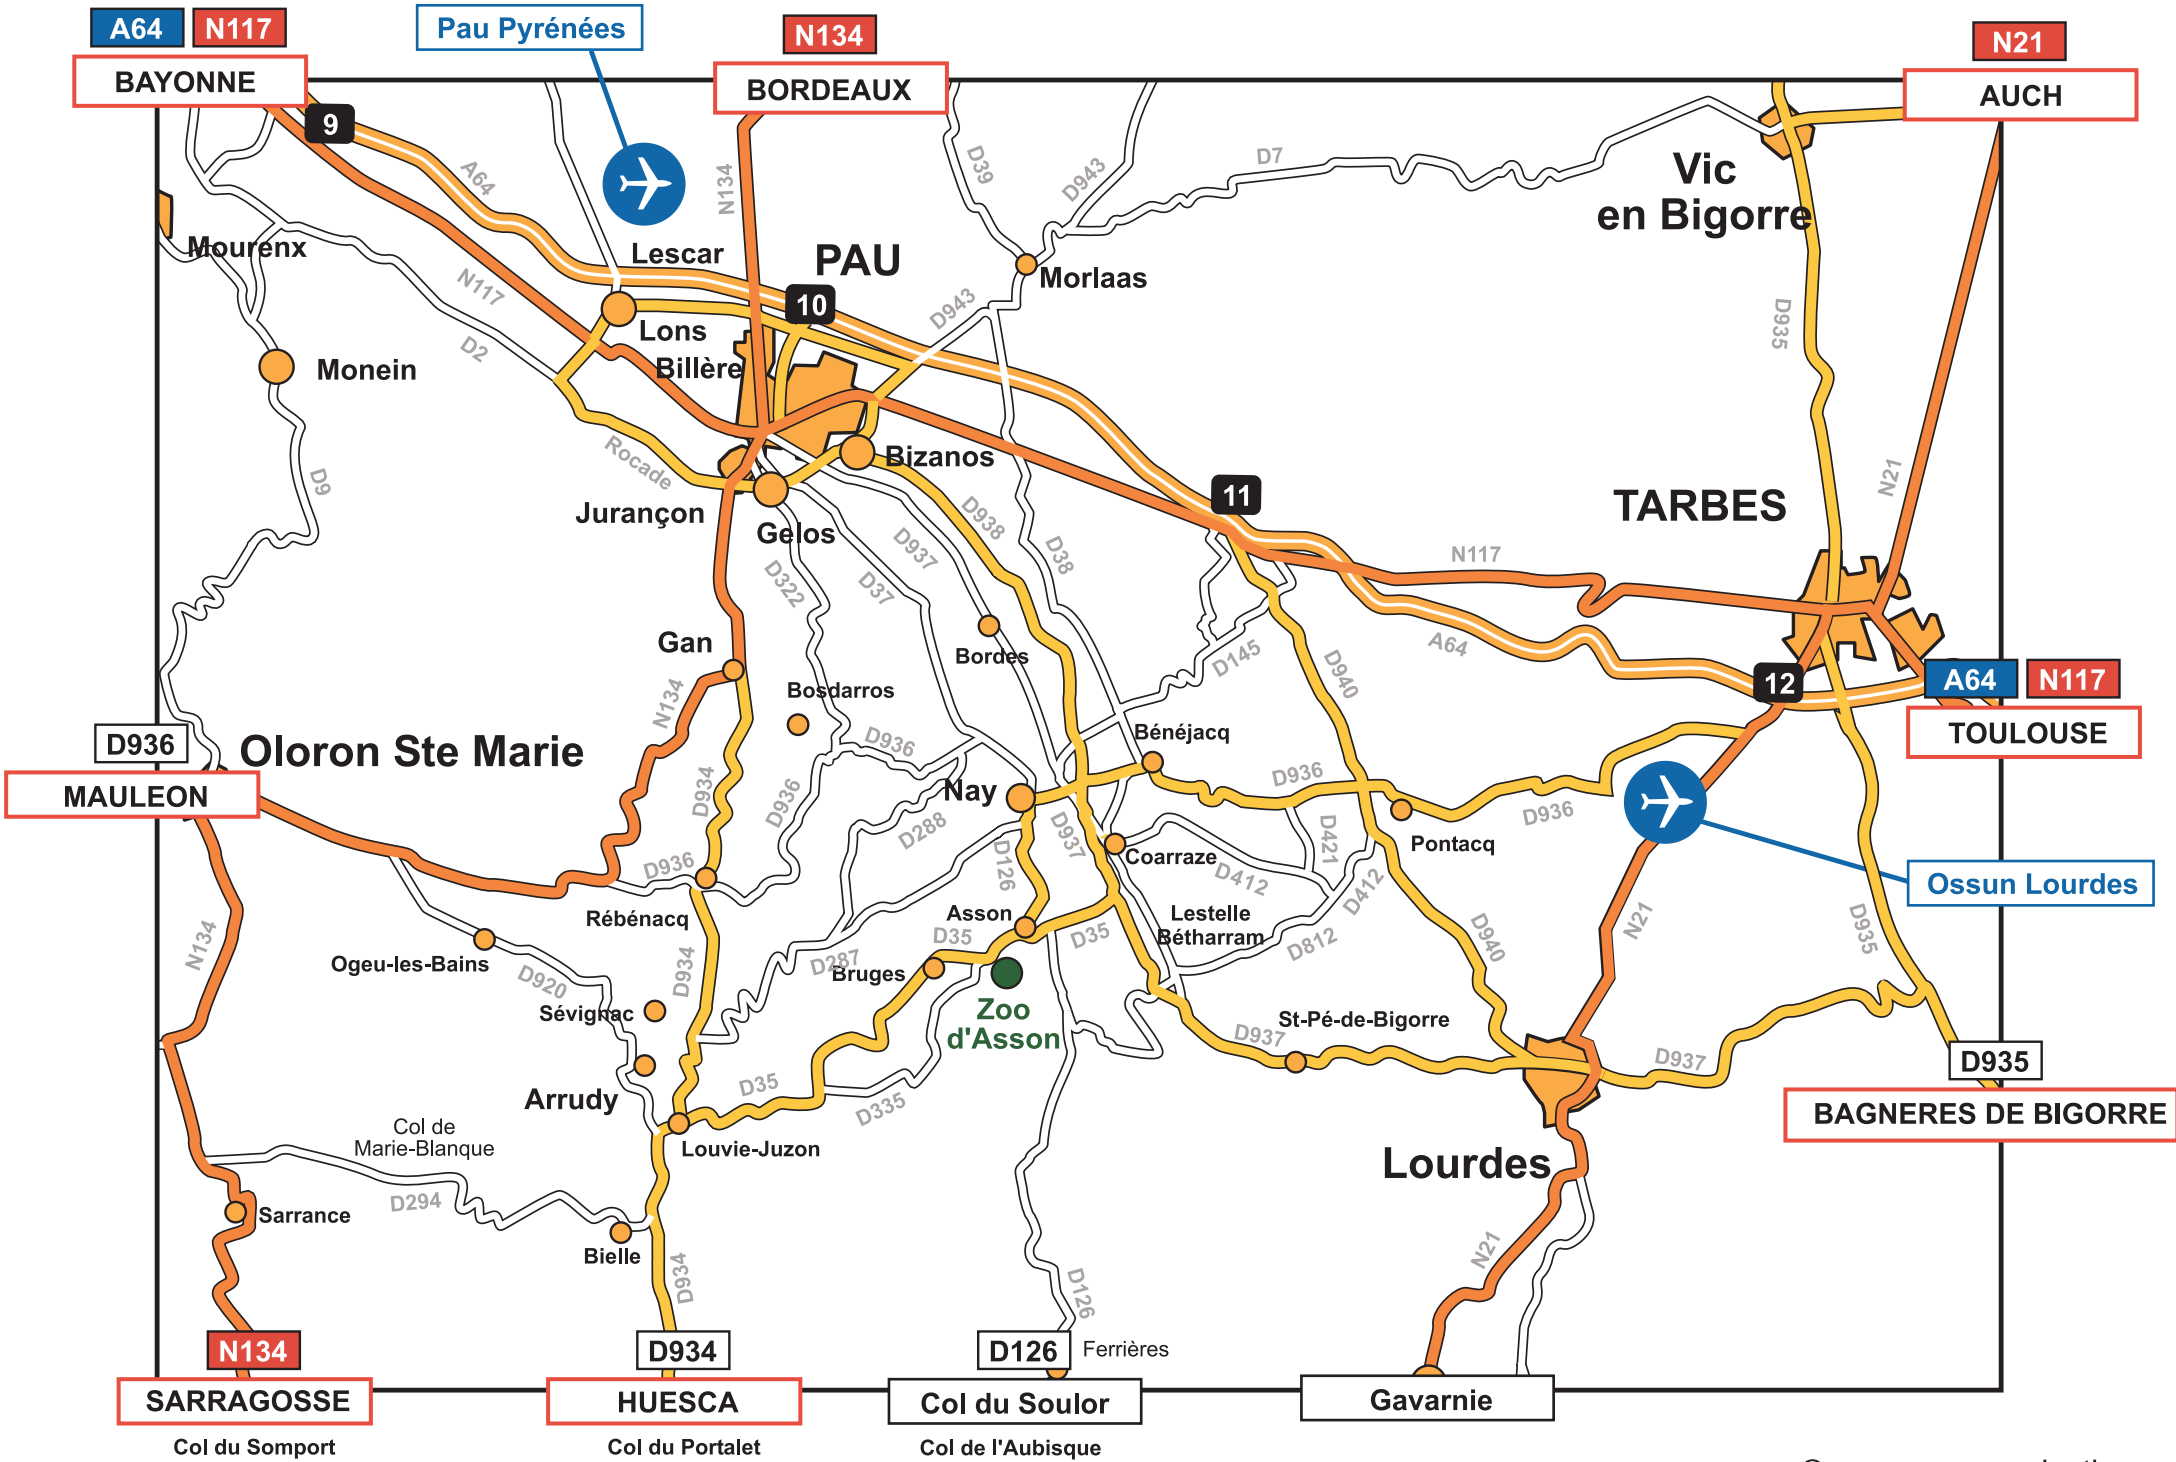 A64
N117
BAYONNE
Pau Pyrénées
N134
BORDEAUX
N21
AUCH
9
A64
N134
D39
D943
D7
Vic
en Bigorre
Mourenx
Lescar
PAU
Morlaas
N117
10
D943
D935
Lons
D2
Billère
Monein
Rocade
Bizanos
D9
11
N21
TARBES
Jurançon
Gelos
D938
D937
D38
N117
D322
D37
Gan
Bordes
D145
D940
A64
Bosdarros
N134
12
A64
N117
TOULOUSE
D936
Oloron Ste Marie
MAULEON
D936
Bénéjacq
D934
D936
Nay
D936
D936
D288
D937
D421
Pontacq
Coarraze
D126
D412
D412
D936
Ossun Lourdes
Rébénacq
Asson
Lestelle
Bétharram
N134
D35
D35
D812
N21
D935
D940
Ogeu-les-Bains
D920
D934
D287
Bruges
Sévignac
Zoo
d'Asson
St-Pé-de-Bigorre
D937
D937
D935
Arrudy
D35
D335
BAGNERES DE BIGORRE
Col de
Marie-Blanque
Louvie-Juzon
Lourdes
D294
Sarrance
Bielle
N21
D934
D126
N134
D934
D126
Ferrières
SARRAGOSSE
HUESCA
Col du Soulor
Gavarnie
Col du Somport
Col du Portalet
Col de l'Aubisque